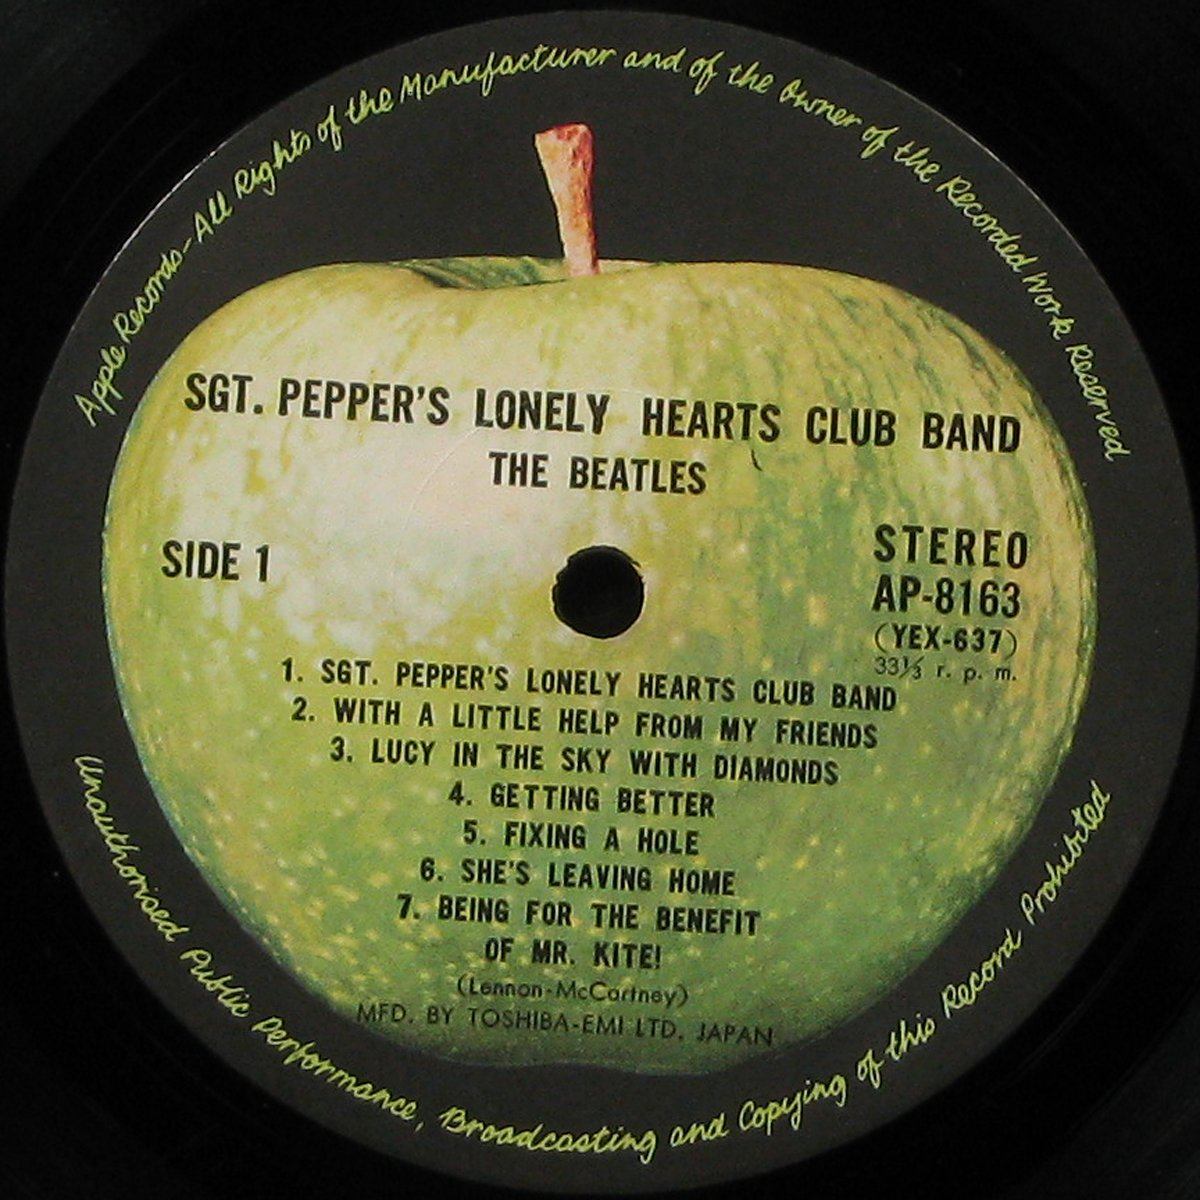 Apple Records-All Rights of the Manufacturer and of the Owner of the Recorded Work Reserved
SGT. PEPPER'S LONELY HEARTS CLUB BAND
THE BEATLES
SIDE 1
STEREO
AP-8163
(YEX-637)
33⅓ r. p. m.
1. SGT. PEPPER'S LONELY HEARTS CLUB BAND
2. WITH A LITTLE HELP FROM MY FRIENDS
3. LUCY IN THE SKY WITH DIAMONDS
4. GETTING BETTER
5. FIXING A HOLE
6. SHE'S LEAVING HOME
7. BEING FOR THE BENEFIT
OF MR. KITE!
(Lennon-McCartney)
MFD. BY TOSHIBA-EMI LTD. JAPAN
Unauthorised Public Performance, Broadcasting and Copying of this Record Prohibited